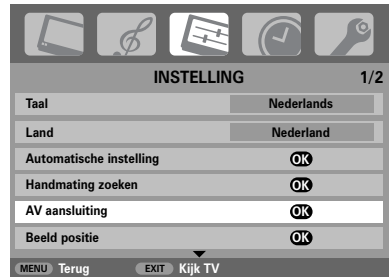 INSTELLING 1/2
Taal Nederlands
Land Nederland
Automatische instelling OK
Handmating zoeken OK
AV aansluiting OK
Beeld positie OK
MENU Terug EXIT Kijk TV